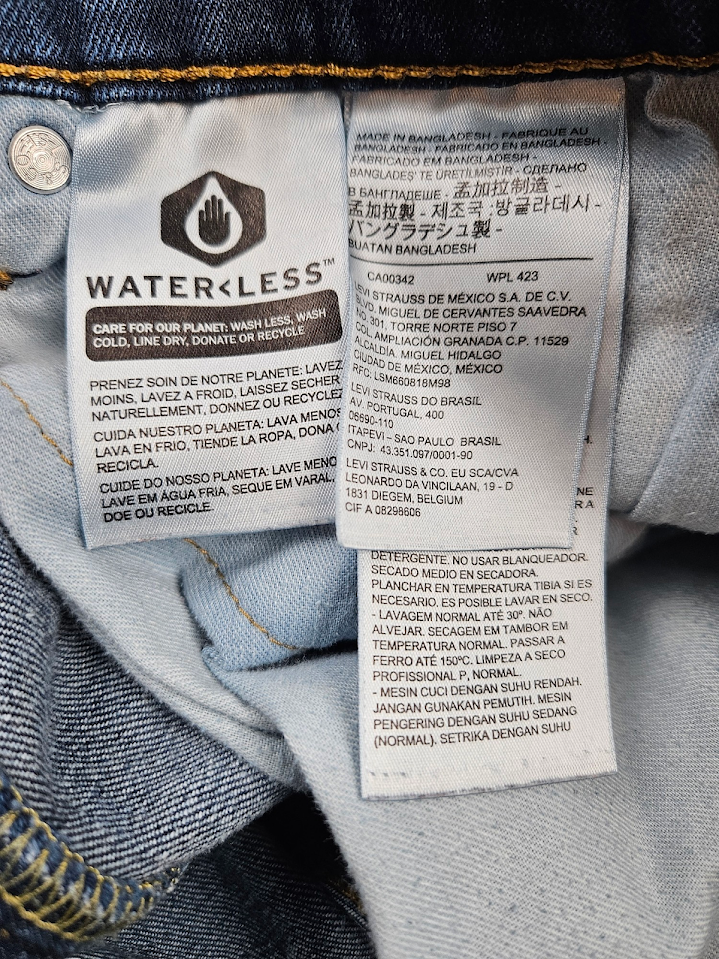 WATER<LESS™
CARE FOR OUR PLANET: WASH LESS, WASH
COLD, LINE DRY, DONATE OR RECYCLE
PRENEZ SOIN DE NOTRE PLANETE: LAVEZ
MOINS, LAVEZ A FROID, LAISSEZ SECHER
NATURELLEMENT, DONNEZ OU RECYCLEZ
CUIDA NUESTRO PLANETA: LAVA MENOS
LAVA EN FRIO, TIENDE LA ROPA, DONA
RECICLA.
CUIDE DO NOSSO PLANETA: LAVE MENO
LAVE EM ÁGUA FRIA, SEQUE EM VARAL,
DOE OU RECICLE.
MADE IN BANGLADESH - FABRIQUE AU
BANGLADESH - FABRICADO EN BANGLADESH -
FABRICADO EM BANGLADESH -
BANGLADEŞ' TE ÜRETİLMİŞTİR - СДЕЛАНО
В БАНГЛАДЕШЕ - 孟加拉制造 -
孟加拉製 - 제조국 :방글라데시 -
バングラデシュ製 -
BUATAN BANGLADESH
CA00342 WPL 423
LEVI STRAUSS DE MÉXICO S.A. DE C.V.
BLVD. MIGUEL DE CERVANTES SAAVEDRA
NO. 301, TORRE NORTE PISO 7
COL. AMPLIACIÓN GRANADA C.P. 11529
ALCALDÍA. MIGUEL HIDALGO
CIUDAD DE MÉXICO, MÉXICO
RFC: LSM660818M98
LEVI STRAUSS DO BRASIL
AV. PORTUGAL, 400
06690-110
ITAPEVI - SAO PAULO BRASIL
CNPJ: 43.351.097/0001-90
LEVI STRAUSS & CO. EU SCA/CVA
LEONARDO DA VINCILAAN, 19 - D
1831 DIEGEM, BELGIUM
CIF A 08298606
H.
NE
RA
DETERGENTE. NO USAR BLANQUEADOR.
SECADO MEDIO EN SECADORA.
PLANCHAR EN TEMPERATURA TIBIA SI ES
NECESARIO. ES POSIBLE LAVAR EN SECO.
- LAVAGEM NORMAL ATÉ 30º. NÃO
ALVEJAR. SECAGEM EM TAMBOR EM
TEMPERATURA NORMAL. PASSAR A
FERRO ATÉ 150ºC. LIMPEZA A SECO
PROFISSIONAL P, NORMAL.
- MESIN CUCI DENGAN SUHU RENDAH.
JANGAN GUNAKAN PEMUTIH. MESIN
PENGERING DENGAN SUHU SEDANG
(NORMAL). SETRIKA DENGAN SUHU